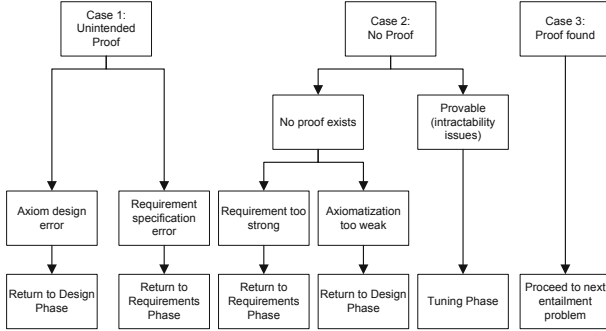 Case 1:
Unintended
Proof
Case 2:
No Proof
Case 3:
Proof found
No proof exists
Provable
(intractability
issues)
Axiom design
error
Requirement
specification
error
Requirement too
strong
Axiomatization
too weak
Return to Design
Phase
Return to
Requirements
Phase
Return to
Requirements
Phase
Return to Design
Phase
Tuning Phase
Proceed to next
entailment
problem